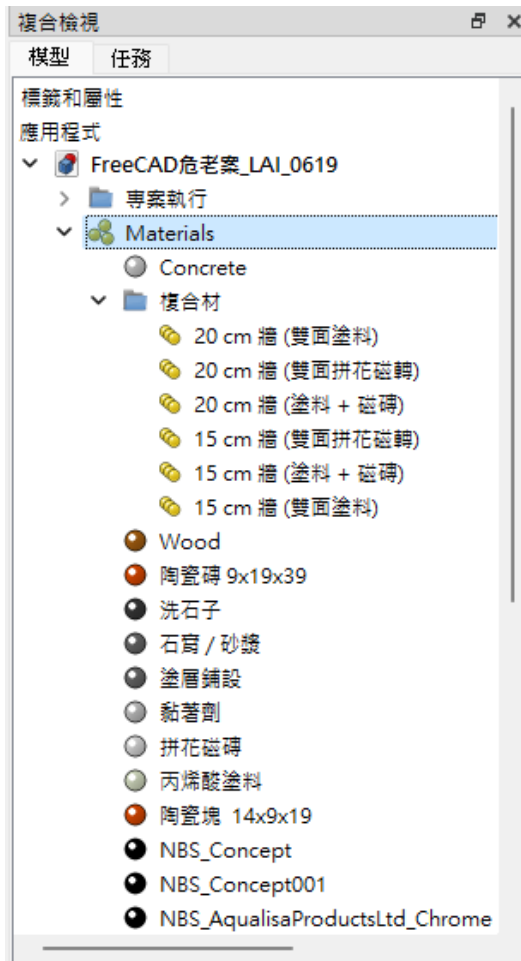 複合檢視
模型 任務
標籤和屬性
應用程式
FreeCAD危老案_LAI_0619
專案執行
Materials
Concrete
複合材
20 cm 牆 (雙面塗料)
20 cm 牆 (雙面拼花磁轉)
20 cm 牆 (塗料 + 磁磚)
15 cm 牆 (雙面拼花磁轉)
15 cm 牆 (塗料 + 磁磚)
15 cm 牆 (雙面塗料)
Wood
陶瓷磚 9x19x39
洗石子
石膏 / 砂漿
塗層鋪設
黏著劑
拼花磁磚
丙烯酸塗料
陶瓷塊 14x9x19
NBS_Concept
NBS_Concept001
NBS_AqualisaProductsLtd_Chrome